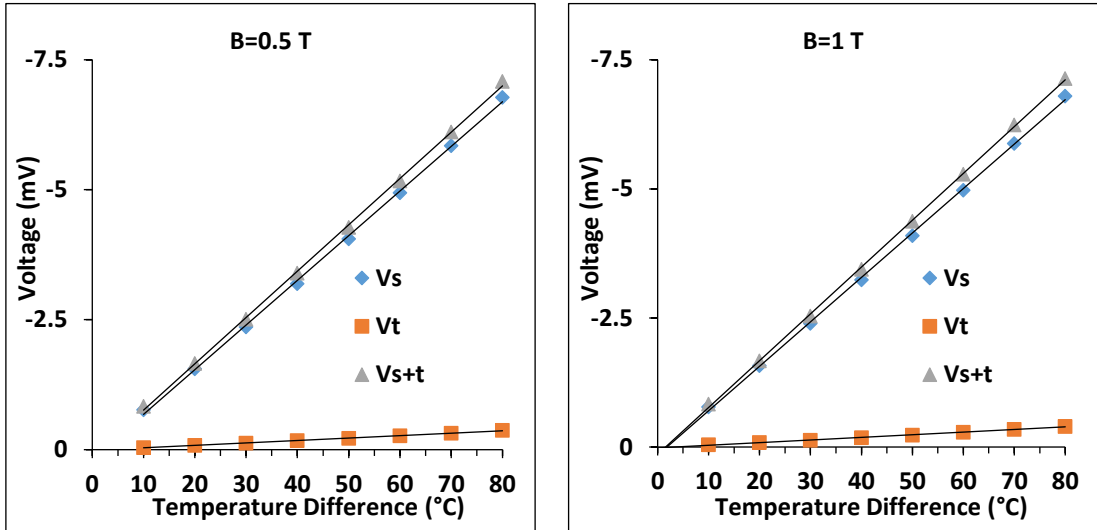 B=0.5 T
-7.5
-5
-2.5
0
Voltage (mV)
Vs
Vt
Vs+t
0 10 20 30 40 50 60 70 80
Temperature Difference (°C)
B=1 T
-7.5
-5
-2.5
0
Voltage (mV)
Vs
Vt
Vs+t
0 10 20 30 40 50 60 70 80
Temperature Difference (°C)